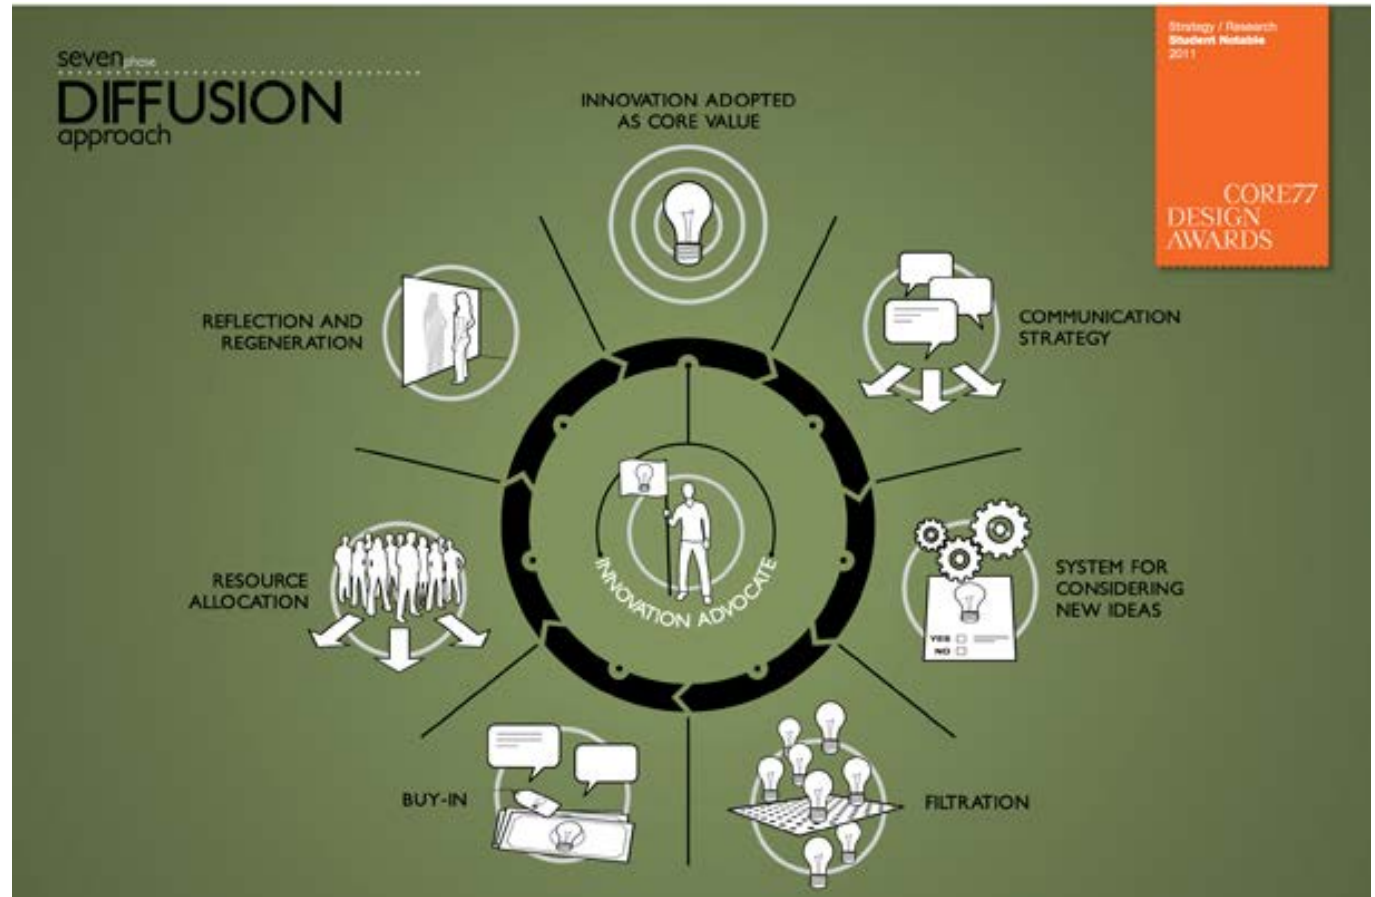 seven phase
DIFFUSION
approach
Strategy / Research
Student Notable
2011
CORE77
DESIGN
AWARDS
INNOVATION ADOPTED
AS CORE VALUE
COMMUNICATION
STRATEGY
SYSTEM FOR
CONSIDERING
NEW IDEAS
YES
NO
FILTRATION
BUY-IN
RESOURCE
ALLOCATION
REFLECTION AND
REGENERATION
INNOVATION ADVOCATE